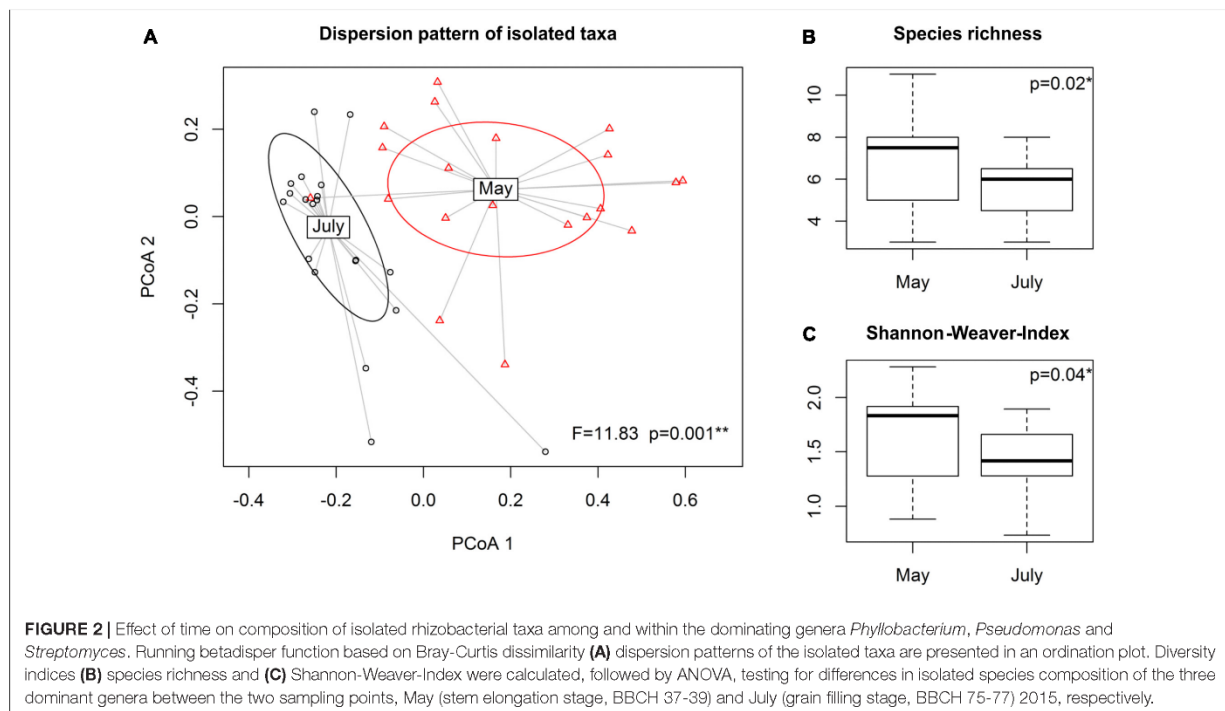 A
Dispersion pattern of isolated taxa
0.2
0.0
-0.2
-0.4
PCoA 2
May
July
F=11.83 p=0.001**
-0.4
-0.2
0.0
0.2
0.4
0.6
PCoA 1
B
Species richness
p=0.02*
10
8
6
4
May
July
C
Shannon-Weaver-Index
p=0.04*
2.0
1.5
1.0
May
July
FIGURE 2 | Effect of time on composition of isolated rhizobacterial taxa among and within the dominating genera Phyllobacterium, Pseudomonas and
Streptomyces. Running betadisper function based on Bray-Curtis dissimilarity (A) dispersion patterns of the isolated taxa are presented in an ordination plot. Diversity
indices (B) species richness and (C) Shannon-Weaver-Index were calculated, followed by ANOVA, testing for differences in isolated species composition of the three
dominant genera between the two sampling points, May (stem elongation stage, BBCH 37-39) and July (grain filling stage, BBCH 75-77) 2015, respectively.